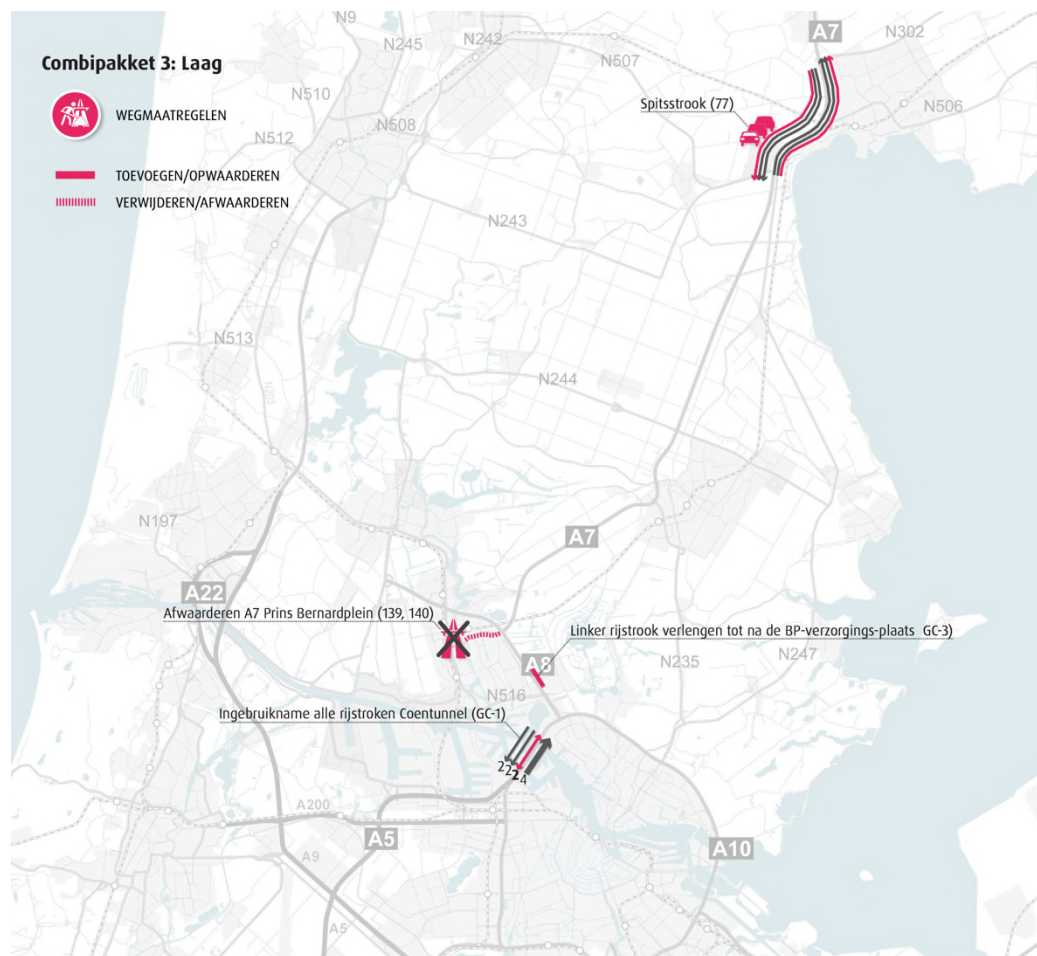 Combipakket 3: Laag
WEGMAATREGELEN
TOEVOEGEN/OPWAARDEREN
VERWIJDEREN/AFWAARDEREN
N9
N245
N242
N510
N512
N508
N507
A7
N302
N506
Spitsstrook (77)
N243
N513
N244
N197
A7
A22
Afwaarderen A7 Prins Bernardplein (139, 140)
Linker rijstrook verlengen tot na de BP-verzorgings-plaats GC-3)
A8
N235
N247
N516
Ingebruikname alle rijstroken Coentunnel (GC-1)
2
2
2
4
A200
A5
A10
A9
A5